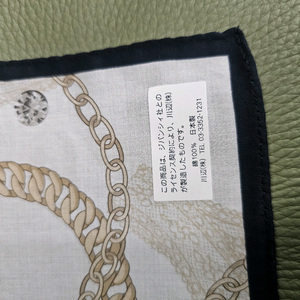 この商品は、ジバンシイ社との
ライセンス契約により、川辺(株)
が製造したものです。
綿100% 日本製
川辺(株) TEL 03-3352-1231